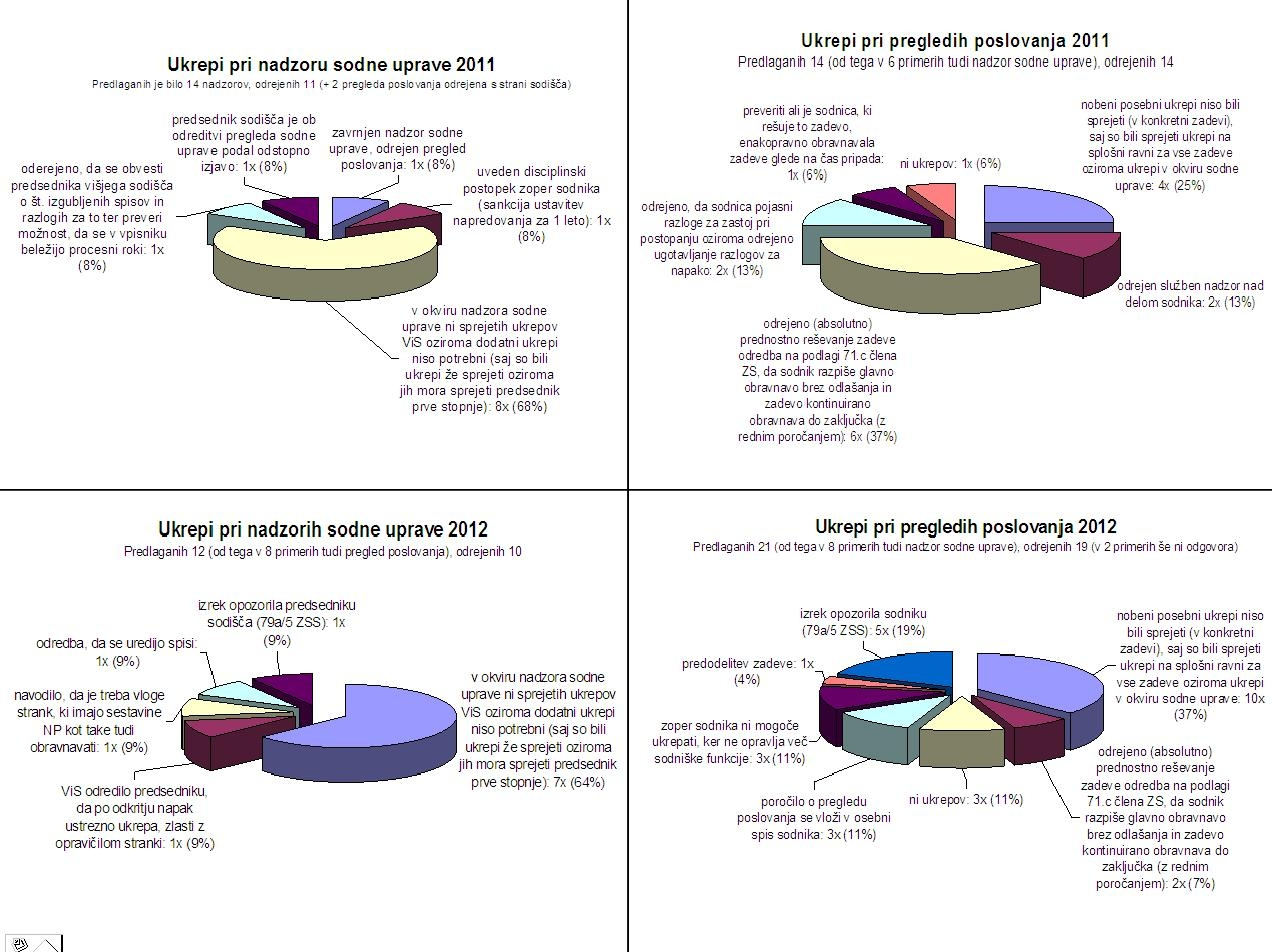 Ukrepi pri nadzoru sodne uprave 2011
Predlaganih je bilo 14 nadzorov, odrejenih 11 (+ 2 pregleda poslovanja odrejena s strani sodišča)
predsednik sodišča je ob
odreditvi pregleda sodne
uprave podal odstopno
izjavo: 1x (8%)
zavrnjen nadzor sodne
uprave, odrejen pregled
poslovanja: 1x (8%)
oderejeno, da se obvesti
predsednika višjega sodišča
o št. izgubljenih spisov in
razlogih za to ter preveri
možnost, da se v vpisniku
beležijo procesni roki: 1x
(8%)
uveden disciplinski
postopek zoper sodnika
(sankcija ustavitev
napredovanja za 1 leto): 1x
(8%)
v okviru nadzora sodne
uprave ni sprejetih ukrepov
ViS oziroma dodatni ukrepi
niso potrebni (saj so bili
ukrepi že sprejeti oziroma
jih mora sprejeti predsednik
prve stopnje): 8x (68%)
Ukrepi pri pregledih poslovanja 2011
Predlaganih 14 (od tega v 6 primerih tudi nadzor sodne uprave), odrejenih 14
preveriti ali je sodnica, ki
rešuje to zadevo,
enakopravno obravnavala
zadeve glede na čas pripada:
1x (6%)
ni ukrepov: 1x (6%)
nobeni posebni ukrepi niso bili
sprejeti (v konkretni zadevi),
saj so bili sprejeti ukrepi na
splošni ravni za vse zadeve
oziroma ukrepi v okviru sodne
uprave: 4x (25%)
odrejeno, da sodnica pojasni
razloge za zastoj pri
postopanju oziroma odrejeno
ugotavljanje razlogov za
napako: 2x (13%)
odrejen služben nadzor nad
delom sodnika: 2x (13%)
odrejeno (absolutno)
prednostno reševanje zadeve
odredba na podlagi 71.c člena
ZS, da sodnik razpiše glavno
obravnavo brez odlašanja in
zadevo kontinuirano
obravnava do zaključka (z
rednim poročanjem): 6x (37%)
Ukrepi pri nadzorih sodne uprave 2012
Predlaganih 12 (od tega v 8 primerih tudi pregled poslovanja), odrejenih 10
izrek opozorila predsedniku
sodišča (79a/5 ZSS): 1x
(9%)
odredba, da se uredijo spisi:
1x (9%)
navodilo, da je treba vloge
strank, ki imajo sestavine
NP kot take tudi
obravnavati: 1x (9%)
ViS odredilo predsedniku,
da po odkritju napak
ustrezno ukrepa, zlasti z
opravičilom stranki: 1x (9%)
v okviru nadzora sodne
uprave ni sprejetih ukrepov
ViS oziroma dodatni ukrepi
niso potrebni (saj so bili
ukrepi že sprejeti oziroma
jih mora sprejeti predsednik
prve stopnje): 7x (64%)
Ukrepi pri pregledih poslovanja 2012
Predlaganih 21 (od tega v 8 primerih tudi nadzor sodne uprave); odrejenih 19 (v 2 primerih še ni odgovora)
izrek opozorila sodniku
(79a/5 ZSS): 5x (19%)
predodelitev zadeve: 1x
(4%)
zoper sodnika ni mogoče
ukrepati, ker ne opravlja več
sodniške funkcije: 3x (11%)
poročilo o pregledu
poslovanja se vloži v osebni
spis sodnika: 3x (11%)
ni ukrepov: 3x (11%)
nobeni posebni ukrepi niso
bili sprejeti (v konkretni
zadevi), saj so bili sprejeti
ukrepi na splošni ravni za
vse zadeve oziroma ukrepi
v okviru sodne uprave: 10x
(37%)
odrejeno (absolutno)
prednostno reševanje
zadeve odredba na podlagi
71.c člena ZS, da sodnik
razpiše glavno obravnavo
brez odlašanja in zadevo
kontinuirano obravnava do
zaključka (z rednim
poročanjem): 2x (7%)